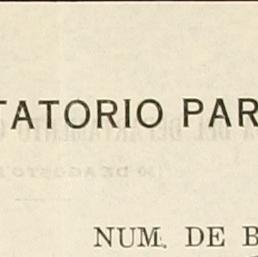 TATORIO PAR
NUM. DE B